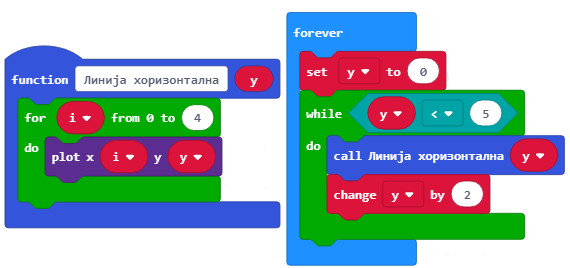 function Линија хоризонтална y
for i from 0 to 4
do plot x i y y
forever
set y to 0
while y < 5
do call Линија хоризонтална y
change y by 2